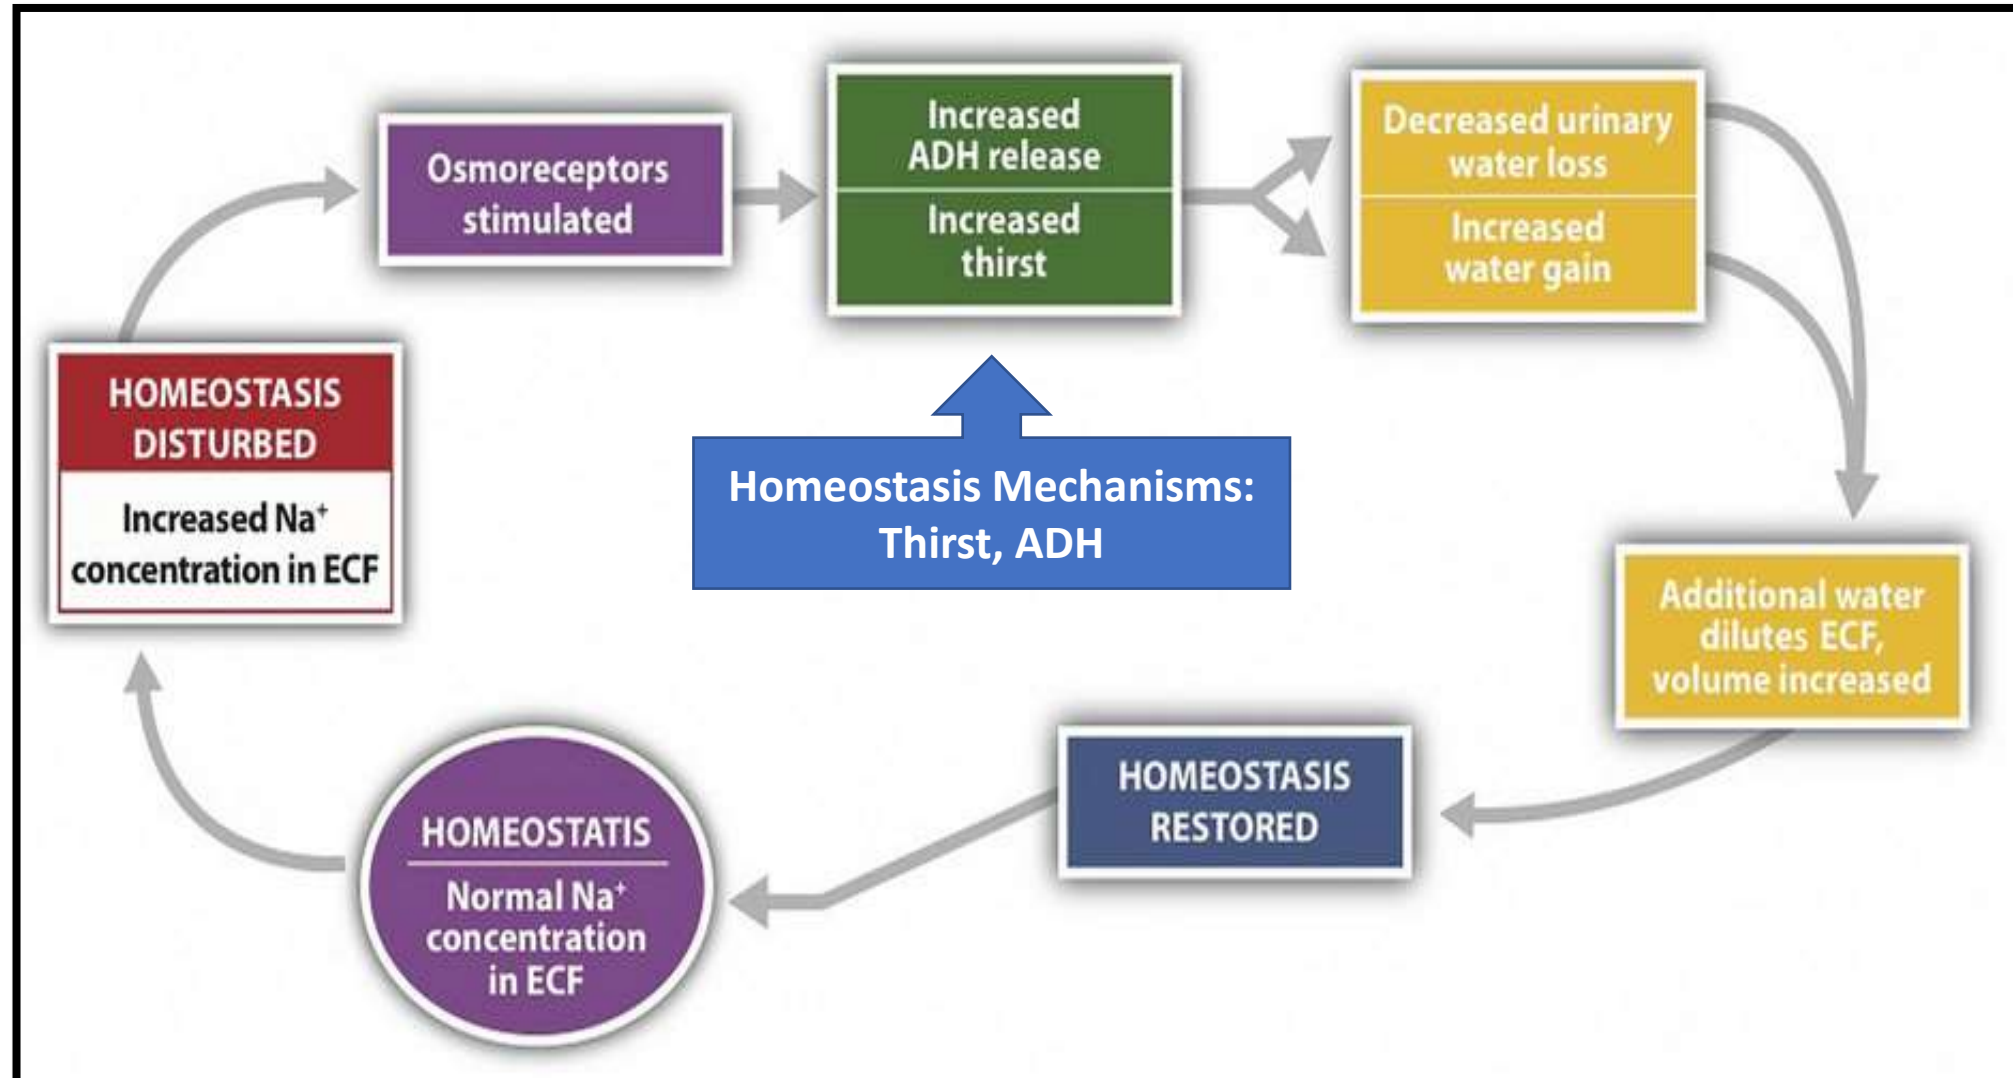 Osmoreceptors
stimulated
Increased
ADH release
Increased
thirst
Decreased urinary
water loss
Increased
water gain
HOMEOSTASIS
DISTURBED
Increased Na⁺
concentration in ECF
Homeostasis Mechanisms:
Thirst, ADH
Additional water
dilutes ECF,
volume increased
HOMEOSTASIS
RESTORED
HOMEOSTATIS
Normal Na⁺
concentration
in ECF